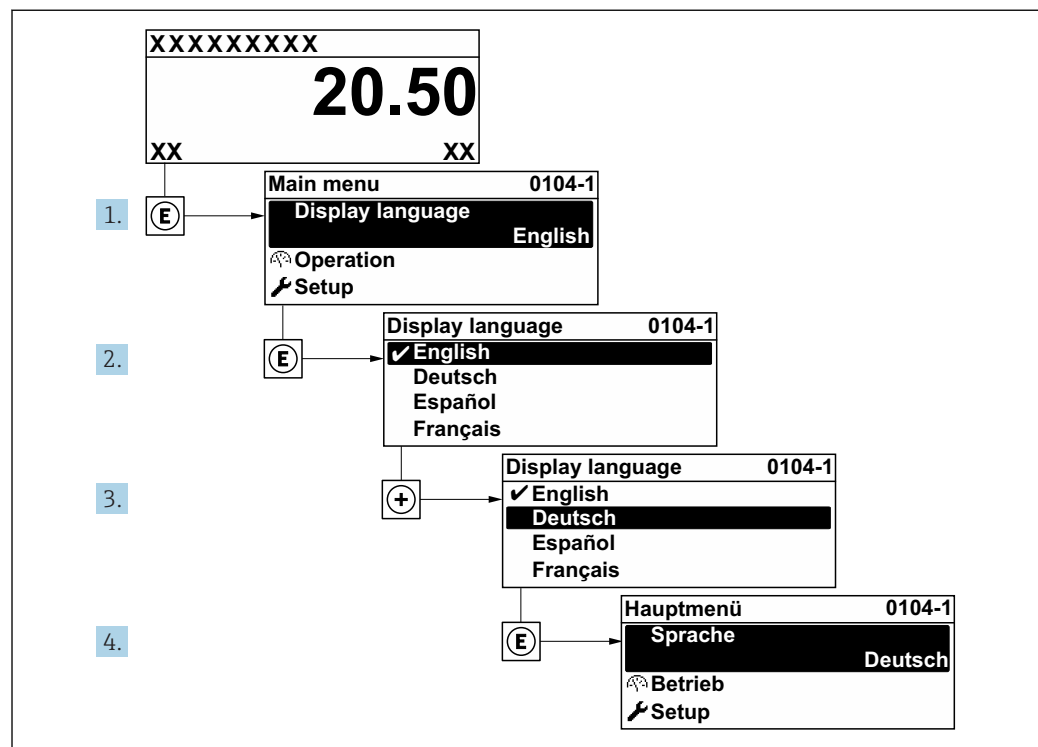 XXXXXXXXX
20.50
XX XX
1.
E
Main menu 0104-1
Display language
English
Operation
Setup
2.
E
Display language 0104-1
✔English
Deutsch
Español
Français
3.
+
Display language 0104-1
✔English
Deutsch
Español
Français
4.
E
Hauptmenü 0104-1
Sprache
Deutsch
Betrieb
Setup